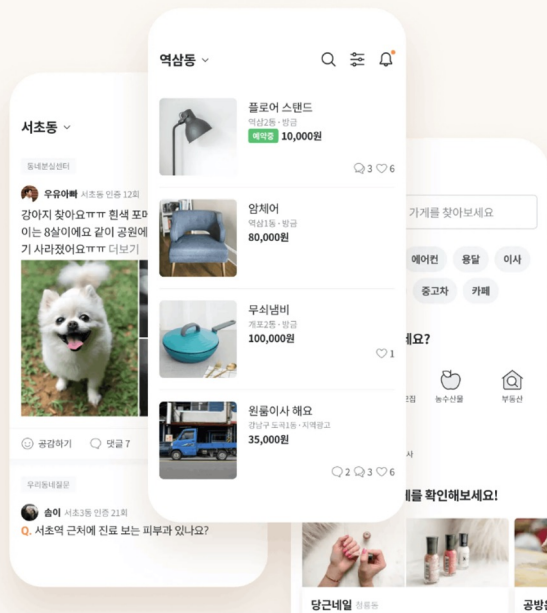 서초동
동네분실센터
우유아빠 서초동 인증 12회
강아지 찾아요ㅠㅠ 흰색 포메
이는 8살이에요 같이 공원에
기 사라졌어요ㅠㅠ 더보기
공감하기 댓글 7
우리동네질문
솜이 서초3동 인증 21회
Q. 서초역 근처에 진료 보는 피부과 있나요?
역삼동
플로어 스탠드
역삼2동 · 방금
예약중 10,000원
3 6
암체어
역삼1동 · 방금
80,000원
무쇠냄비
개포2동 · 방금
100,000원
1
원룸이사 해요
강남구 도곡1동 · 지역광고
35,000원
2 3 6
가게를 찾아보세요
에어컨 용달 이사
중고차 카페
요?
농수산물 부동산
사
를 확인해보세요!
당근네일 정릉동
공방